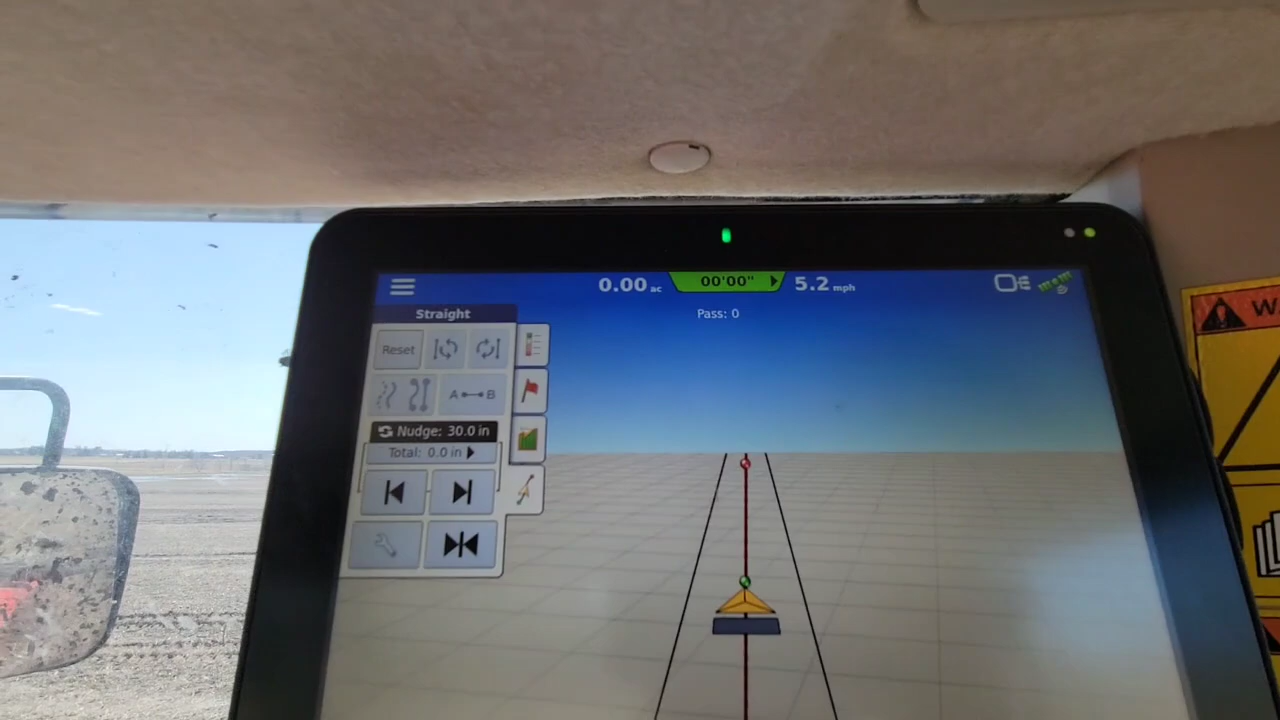 0.00 ac 00'00" 5.2 mph
Pass: 0
Straight
Reset
A B
Nudge: 30.0 in
Total: 0.0 in